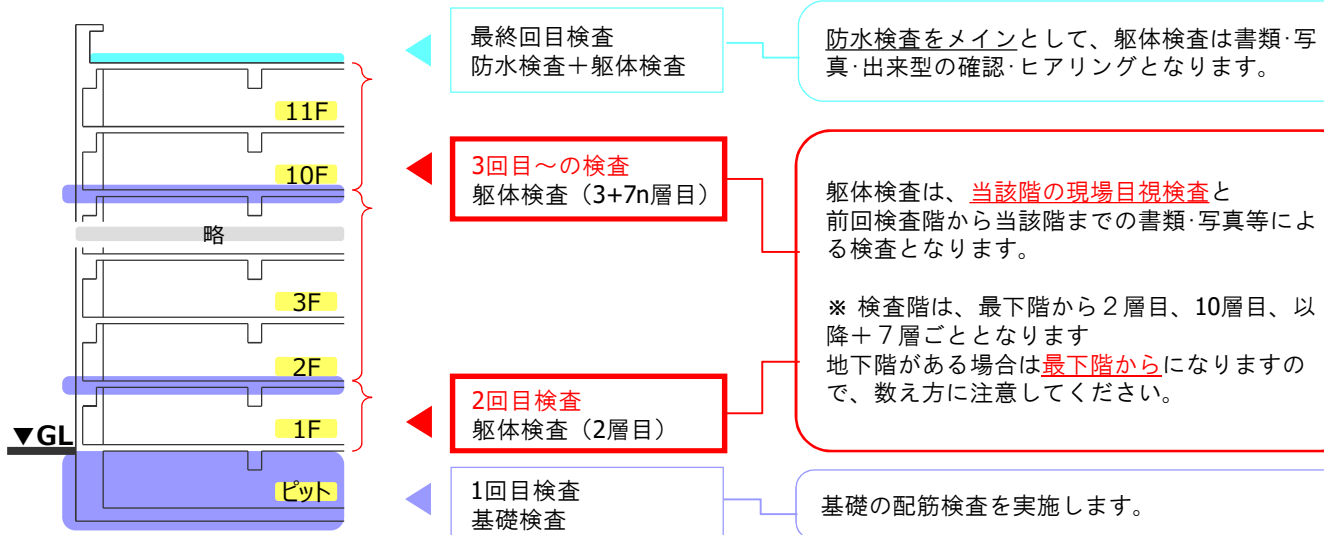 最終回目検査
防水検査＋躯体検査
防水検査をメインとして、躯体検査は書類･写
真･出来型の確認･ヒアリングとなります。
11F
10F
略
3F
2F
1F
▼GL
ピット
3回目～の検査
躯体検査（3+7n層目）
2回目検査
躯体検査（2層目）
躯体検査は、当該階の現場目視検査と
前回検査階から当該階までの書類･写真等によ
る検査となります。
※ 検査階は、最下階から２層目、10層目、以
降＋７層ごととなります
地下階がある場合は最下階からになりますの
で、数え方に注意してください。
1回目検査
基礎検査
基礎の配筋検査を実施します。